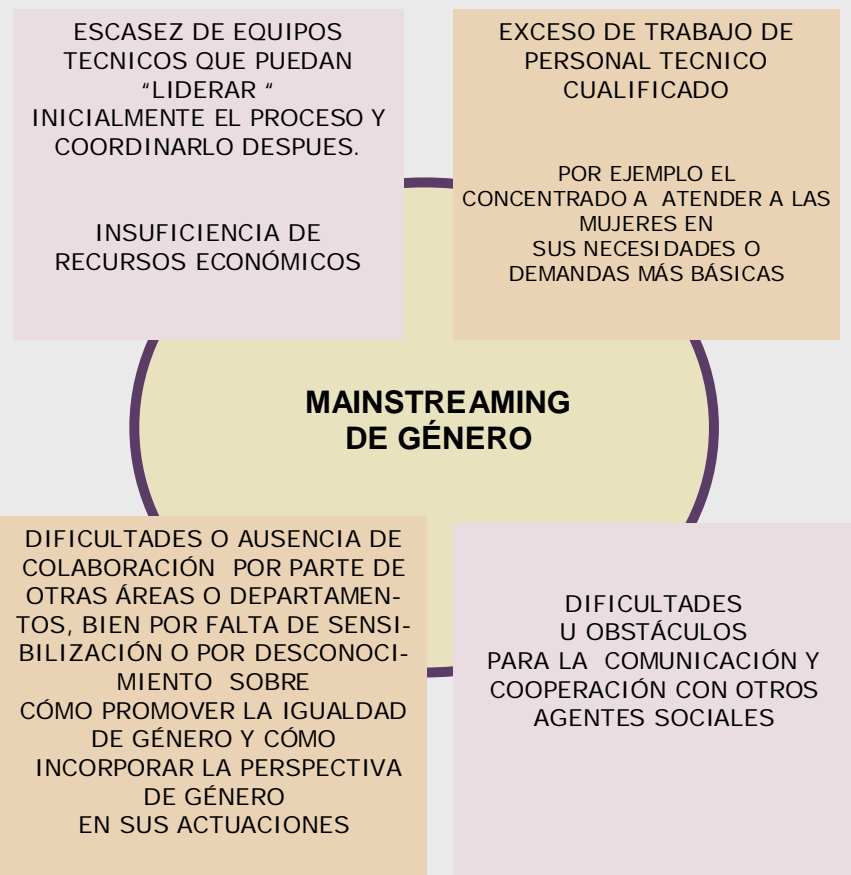 ESCASEZ DE EQUIPOS
TECNICOS QUE PUEDAN
“LIDERAR “
INICIALMENTE EL PROCESO Y
COORDINARLO DESPUES.
INSUFICIENCIA DE
RECURSOS ECONÓMICOS
EXCESO DE TRABAJO DE
PERSONAL TECNICO
CUALIFICADO
POR EJEMPLO EL
CONCENTRADO A ATENDER A LAS
MUJERES EN
SUS NECESIDADES O
DEMANDAS MÁS BÁSICAS
MAINSTREAMING
DE GÉNERO
DIFICULTADES O AUSENCIA DE
COLABORACIÓN POR PARTE DE
OTRAS ÁREAS O DEPARTAMEN-
TOS, BIEN POR FALTA DE SENSI-
BILIZACIÓN O POR DESCONOCI-
MIENTO SOBRE
CÓMO PROMOVER LA IGUALDAD
DE GÉNERO Y CÓMO
INCORPORAR LA PERSPECTIVA
DE GÉNERO
EN SUS ACTUACIONES
DIFICULTADES
U OBSTÁCULOS
PARA LA COMUNICACIÓN Y
COOPERACIÓN CON OTROS
AGENTES SOCIALES